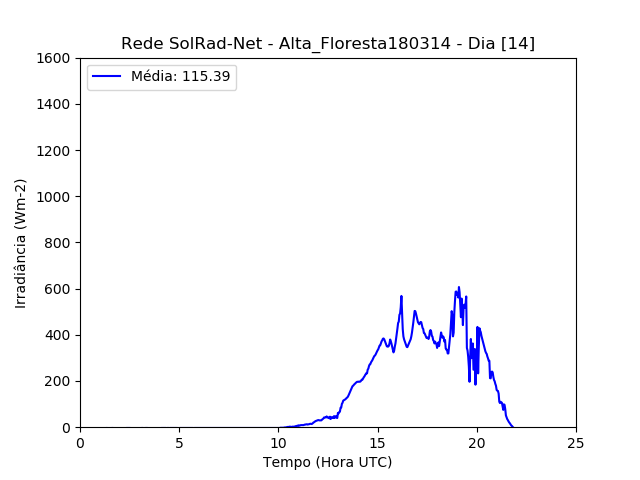 Rede SolRad-Net - Alta_Floresta180314 - Dia [14]
Média: 115.39
Irradiância (Wm-2)
1600
1400
1200
1000
800
600
400
200
0
0 5 10 15 20 25
Tempo (Hora UTC)